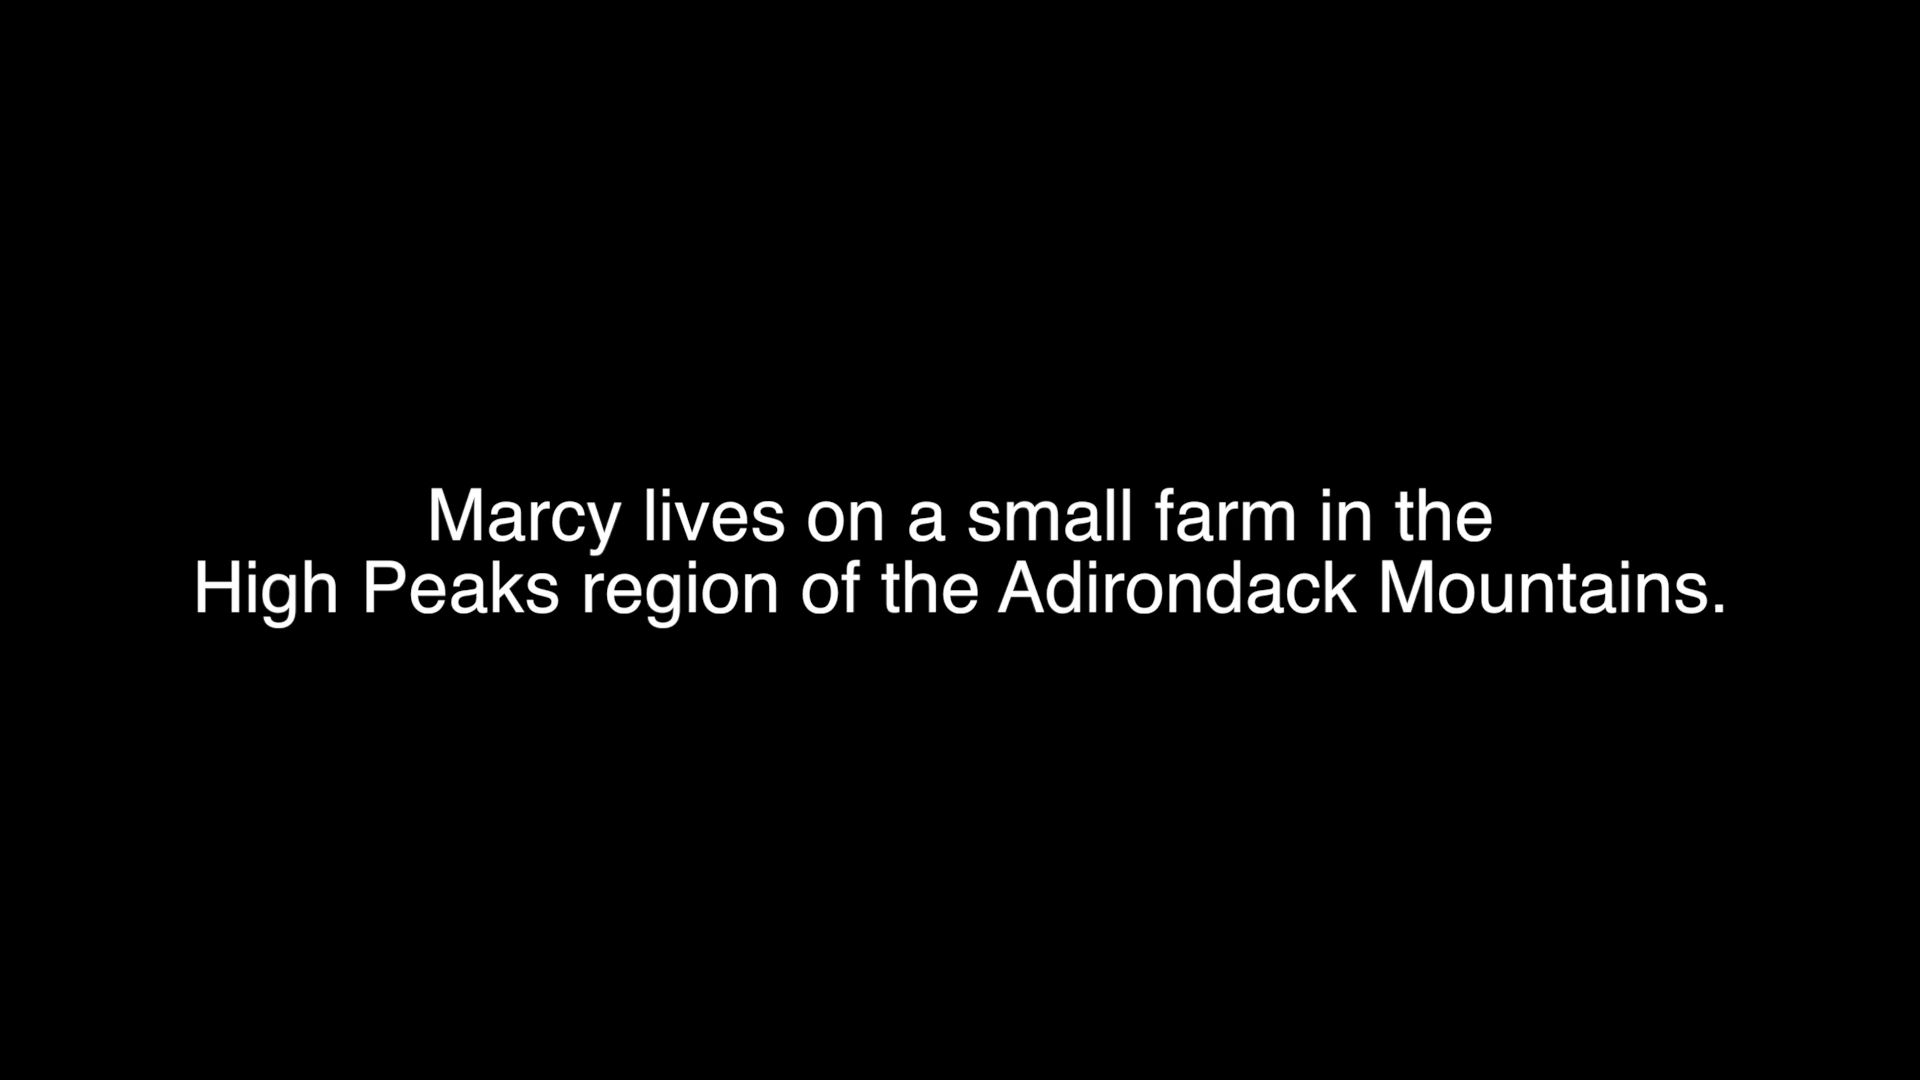 Marcy lives on a small farm in the
High Peaks region of the Adirondack Mountains.